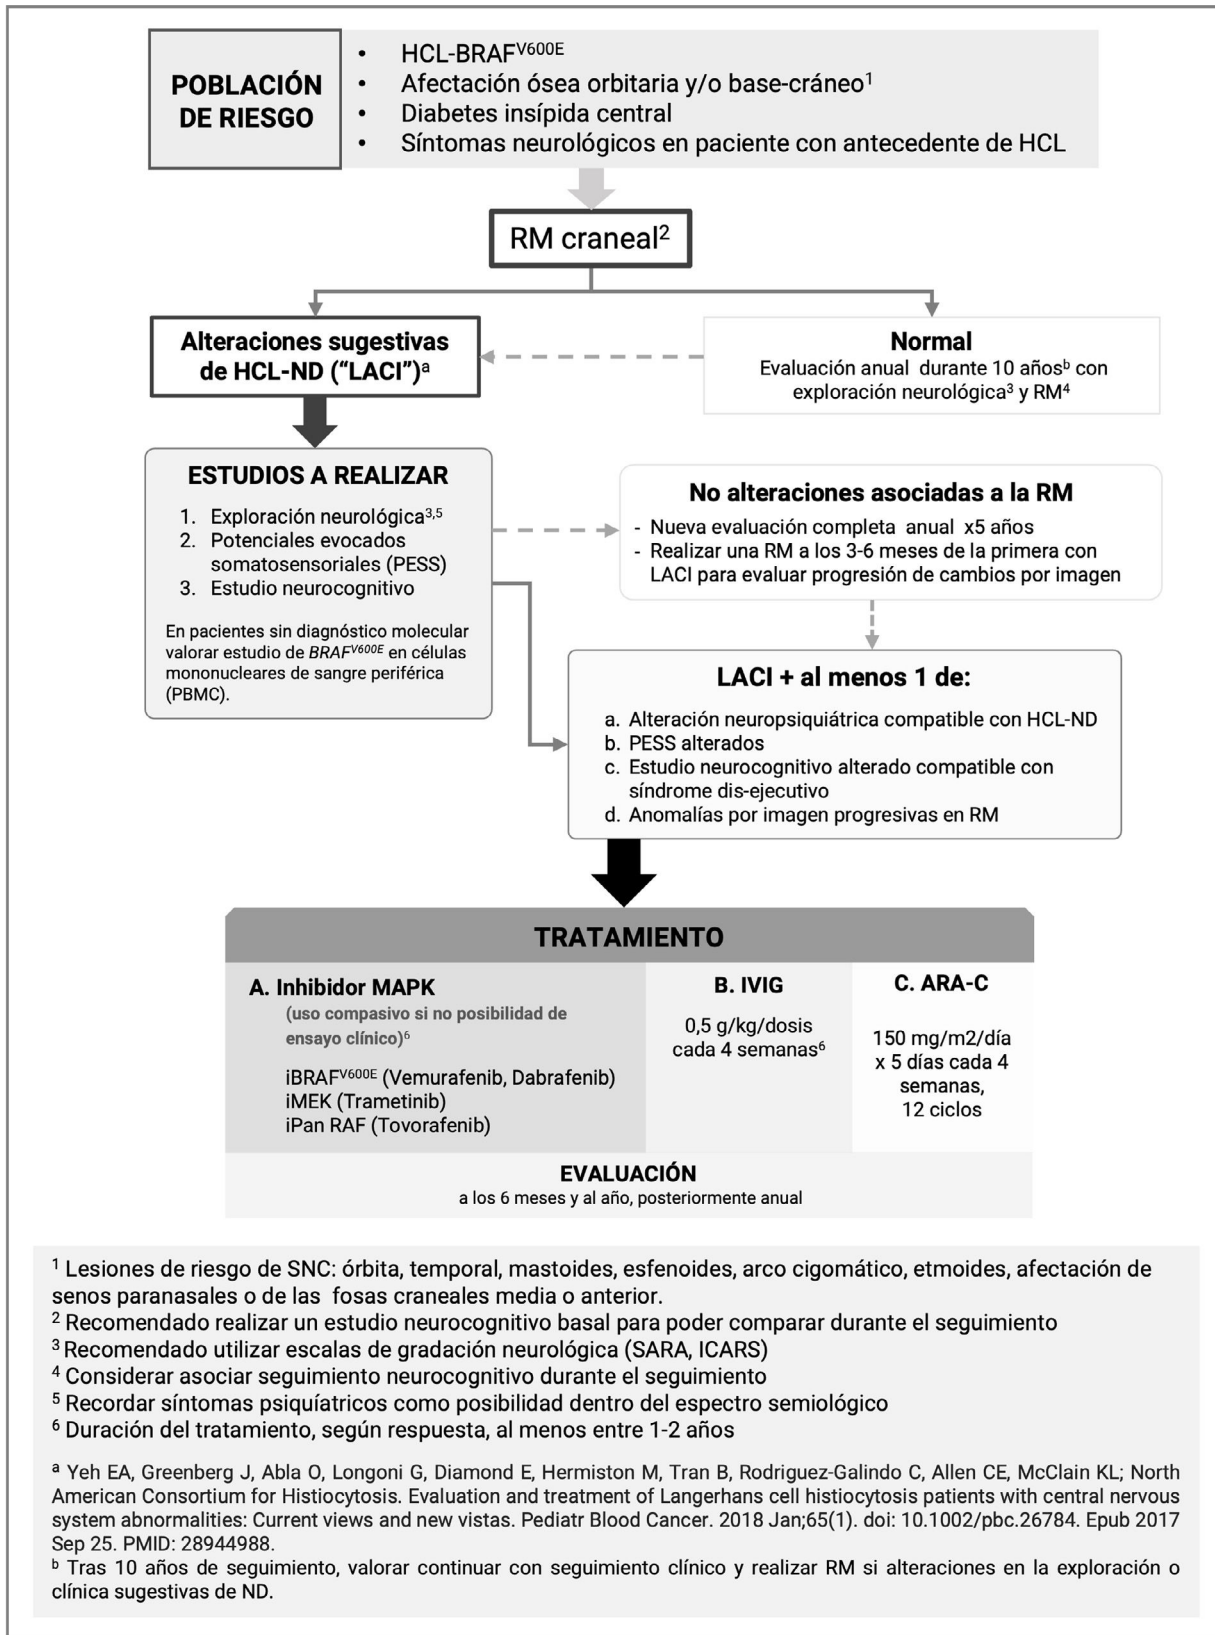 POBLACIÓN
DE RIESGO
• HCL-BRAFV600E
• Afectación ósea orbitaria y/o base-cráneo1
• Diabetes insípida central
• Síntomas neurológicos en paciente con antecedente de HCL
RM craneal2
Alteraciones sugestivas
de HCL-ND (“LACI”)a
Normal
Evaluación anual durante 10 añosb con
exploración neurológica3 y RM4
ESTUDIOS A REALIZAR
1. Exploración neurológica3,5
2. Potenciales evocados
somatosensoriales (PESS)
3. Estudio neurocognitivo
En pacientes sin diagnóstico molecular
valorar estudio de BRAFV600E en células
mononucleares de sangre periférica
(PBMC).
No alteraciones asociadas a la RM
- Nueva evaluación completa anual x5 años
- Realizar una RM a los 3-6 meses de la primera con
LACI para evaluar progresión de cambios por imagen
LACI + al menos 1 de:
a. Alteración neuropsiquiátrica compatible con HCL-ND
b. PESS alterados
c. Estudio neurocognitivo alterado compatible con
síndrome dis-ejecutivo
d. Anomalías por imagen progresivas en RM
TRATAMIENTO
A. Inhibidor MAPK
(uso compasivo si no posibilidad de
ensayo clínico)6
iBRAFV600E (Vemurafenib, Dabrafenib)
iMEK (Trametinib)
iPan RAF (Tovorafenib)
B. IVIG
0,5 g/kg/dosis
cada 4 semanas6
C. ARA-C
150 mg/m2/día
x 5 días cada 4
semanas,
12 ciclos
EVALUACIÓN
a los 6 meses y al año, posteriormente anual
1 Lesiones de riesgo de SNC: órbita, temporal, mastoides, esfenoides, arco cigomático, etmoides, afectación de
senos paranasales o de las fosas craneales media o anterior.
2 Recomendado realizar un estudio neurocognitivo basal para poder comparar durante el seguimiento
3 Recomendado utilizar escalas de gradación neurológica (SARA, ICARS)
4 Considerar asociar seguimiento neurocognitivo durante el seguimiento
5 Recordar síntomas psiquíatricos como posibilidad dentro del espectro semiológico
6 Duración del tratamiento, según respuesta, al menos entre 1-2 años
a Yeh EA, Greenberg J, Abla O, Longoni G, Diamond E, Hermiston M, Tran B, Rodriguez-Galindo C, Allen CE, McClain KL; North
American Consortium for Histiocytosis. Evaluation and treatment of Langerhans cell histiocytosis patients with central nervous
system abnormalities: Current views and new vistas. Pediatr Blood Cancer. 2018 Jan;65(1). doi: 10.1002/pbc.26784. Epub 2017
Sep 25. PMID: 28944988.
b Tras 10 años de seguimiento, valorar continuar con seguimiento clínico y realizar RM si alteraciones en la exploración o
clínica sugestivas de ND.